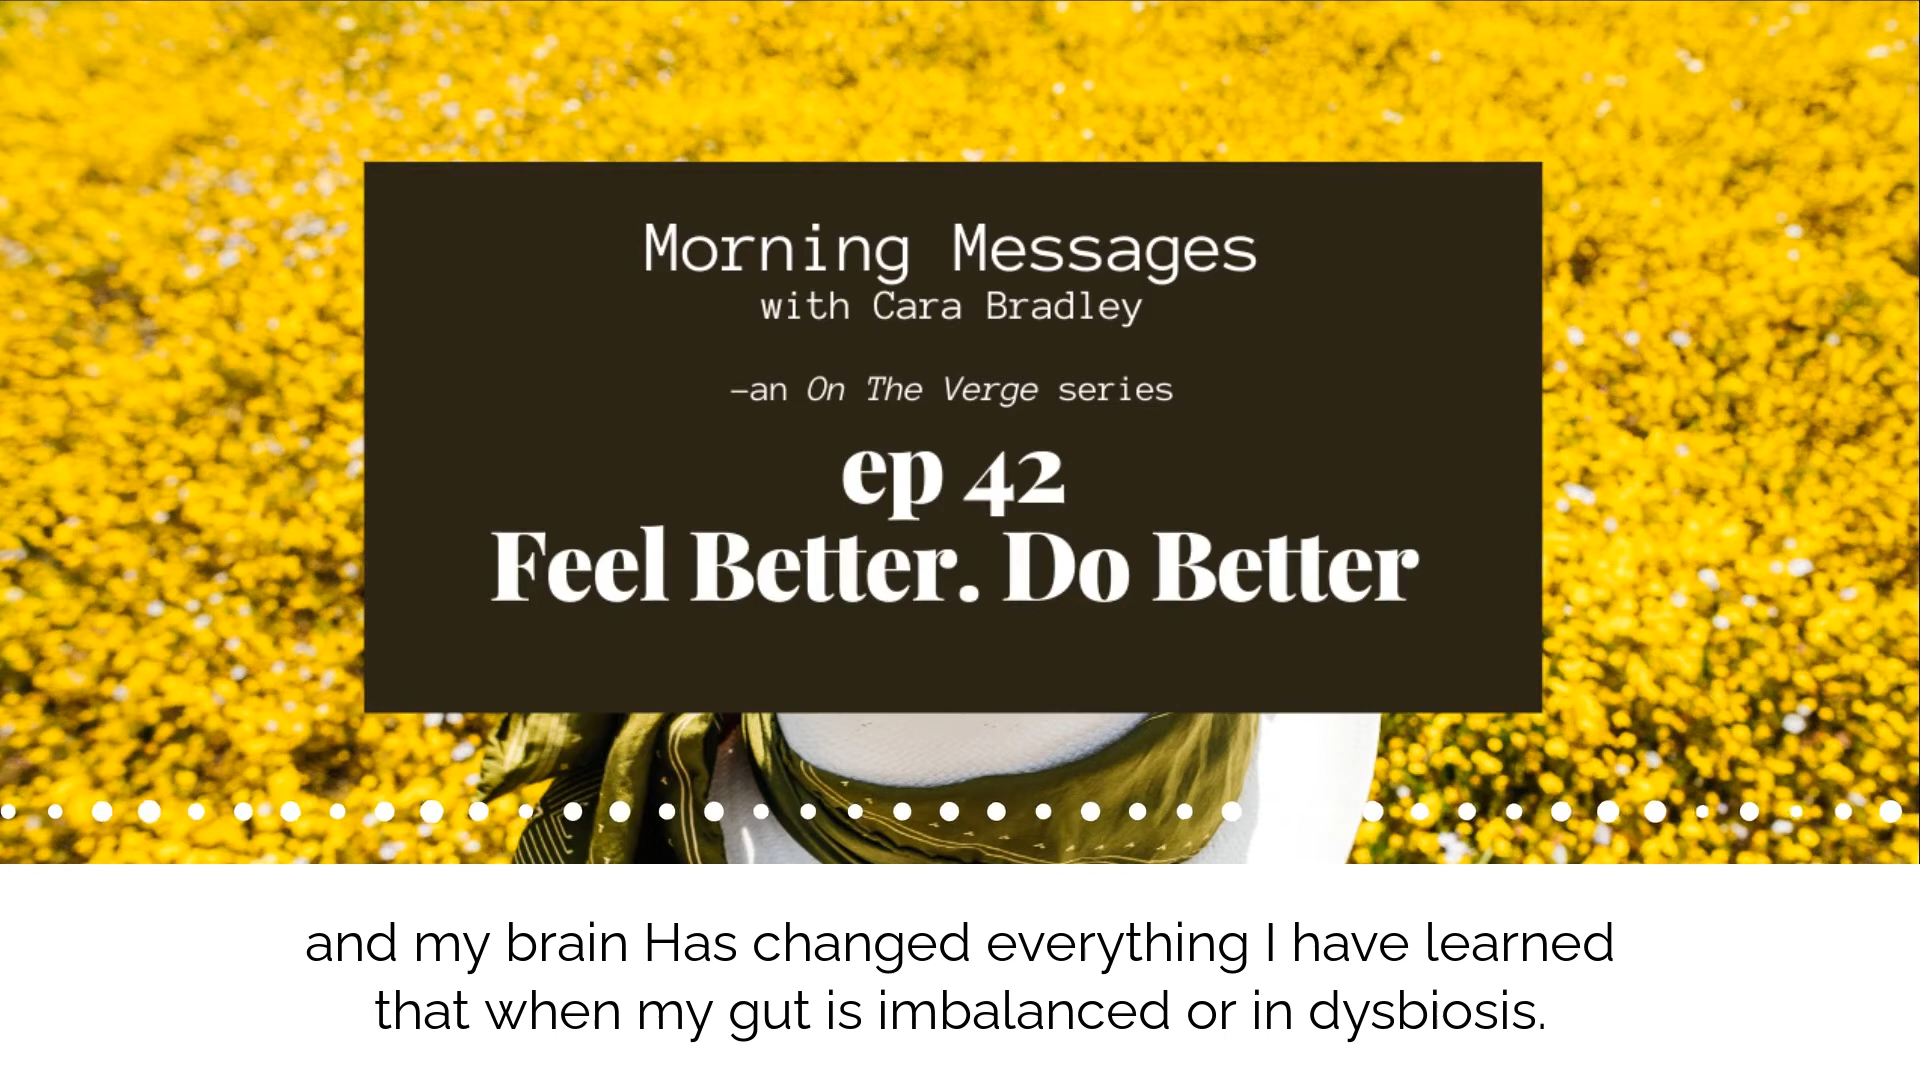 Morning Messages
with Cara Bradley
–an On The Verge series
ep 42
Feel Better. Do Better
and my brain Has changed everything I have learned
that when my gut is imbalanced or in dysbiosis.